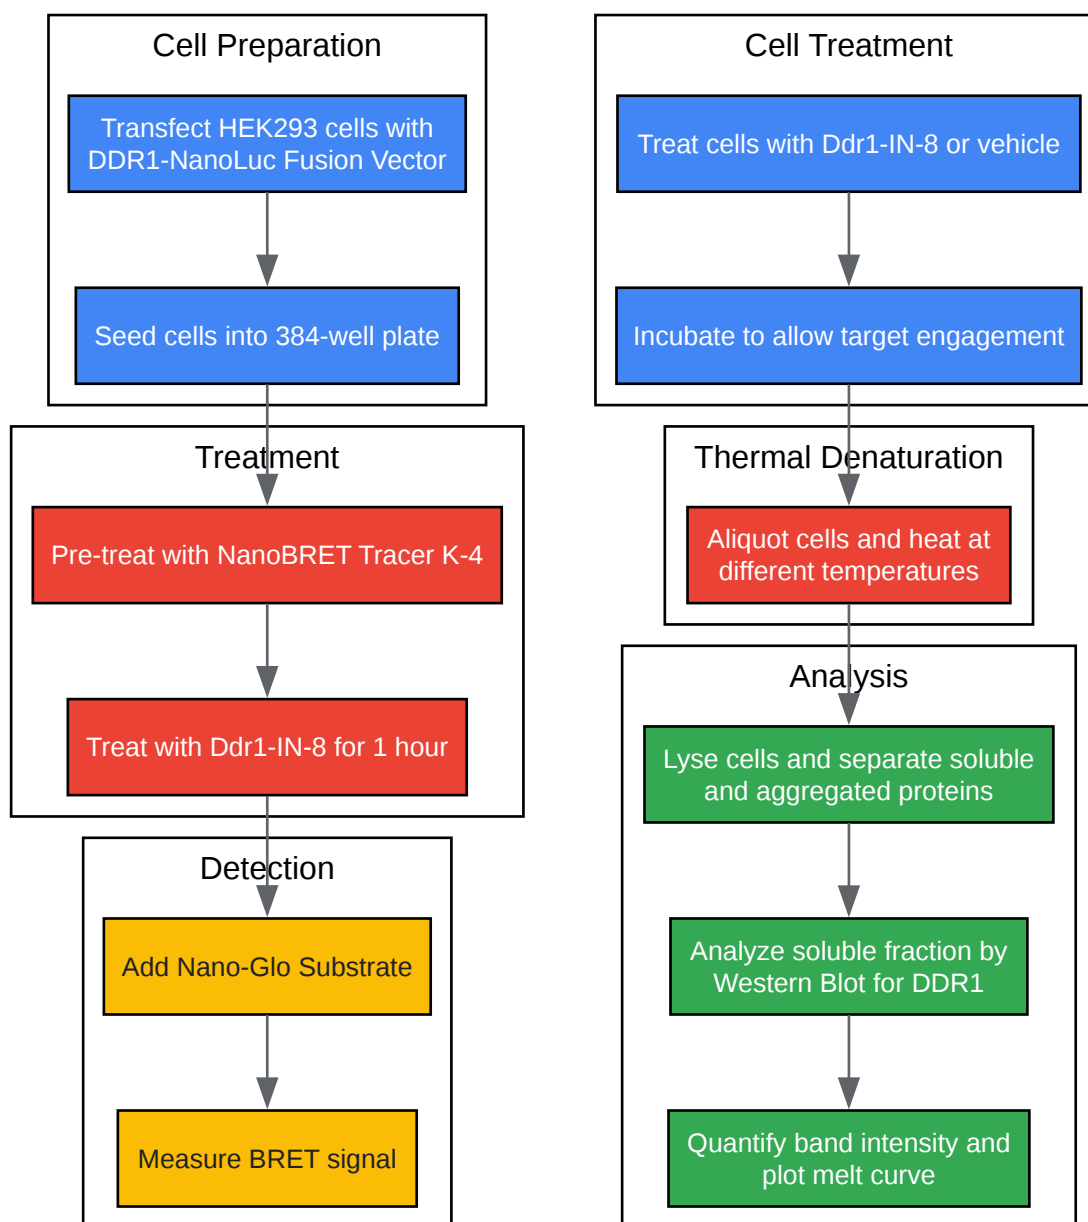 Cell Preparation
Transfect HEK293 cells with
DDR1-NanoLuc Fusion Vector
Seed cells into 384-well plate
Treatment
Pre-treat with NanoBRET Tracer K-4
Treat with Ddr1-IN-8 for 1 hour
Detection
Add Nano-Glo Substrate
Measure BRET signal
Cell Treatment
Treat cells with Ddr1-IN-8 or vehicle
Incubate to allow target engagement
Thermal Denaturation
Aliquot cells and heat at
different temperatures
Analysis
Lyse cells and separate soluble
and aggregated proteins
Analyze soluble fraction by
Western Blot for DDR1
Quantify band intensity and
plot melt curve